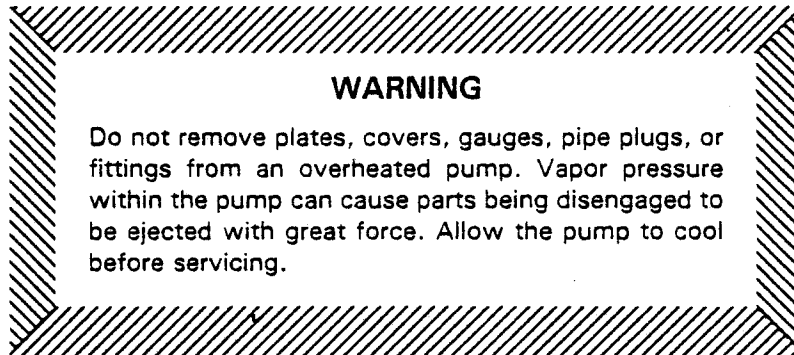 WARNING
Do not remove plates, covers, gauges, pipe plugs, or
fittings from an overheated pump. Vapor pressure
within the pump can cause parts being disengaged to
be ejected with great force. Allow the pump to cool
before servicing.